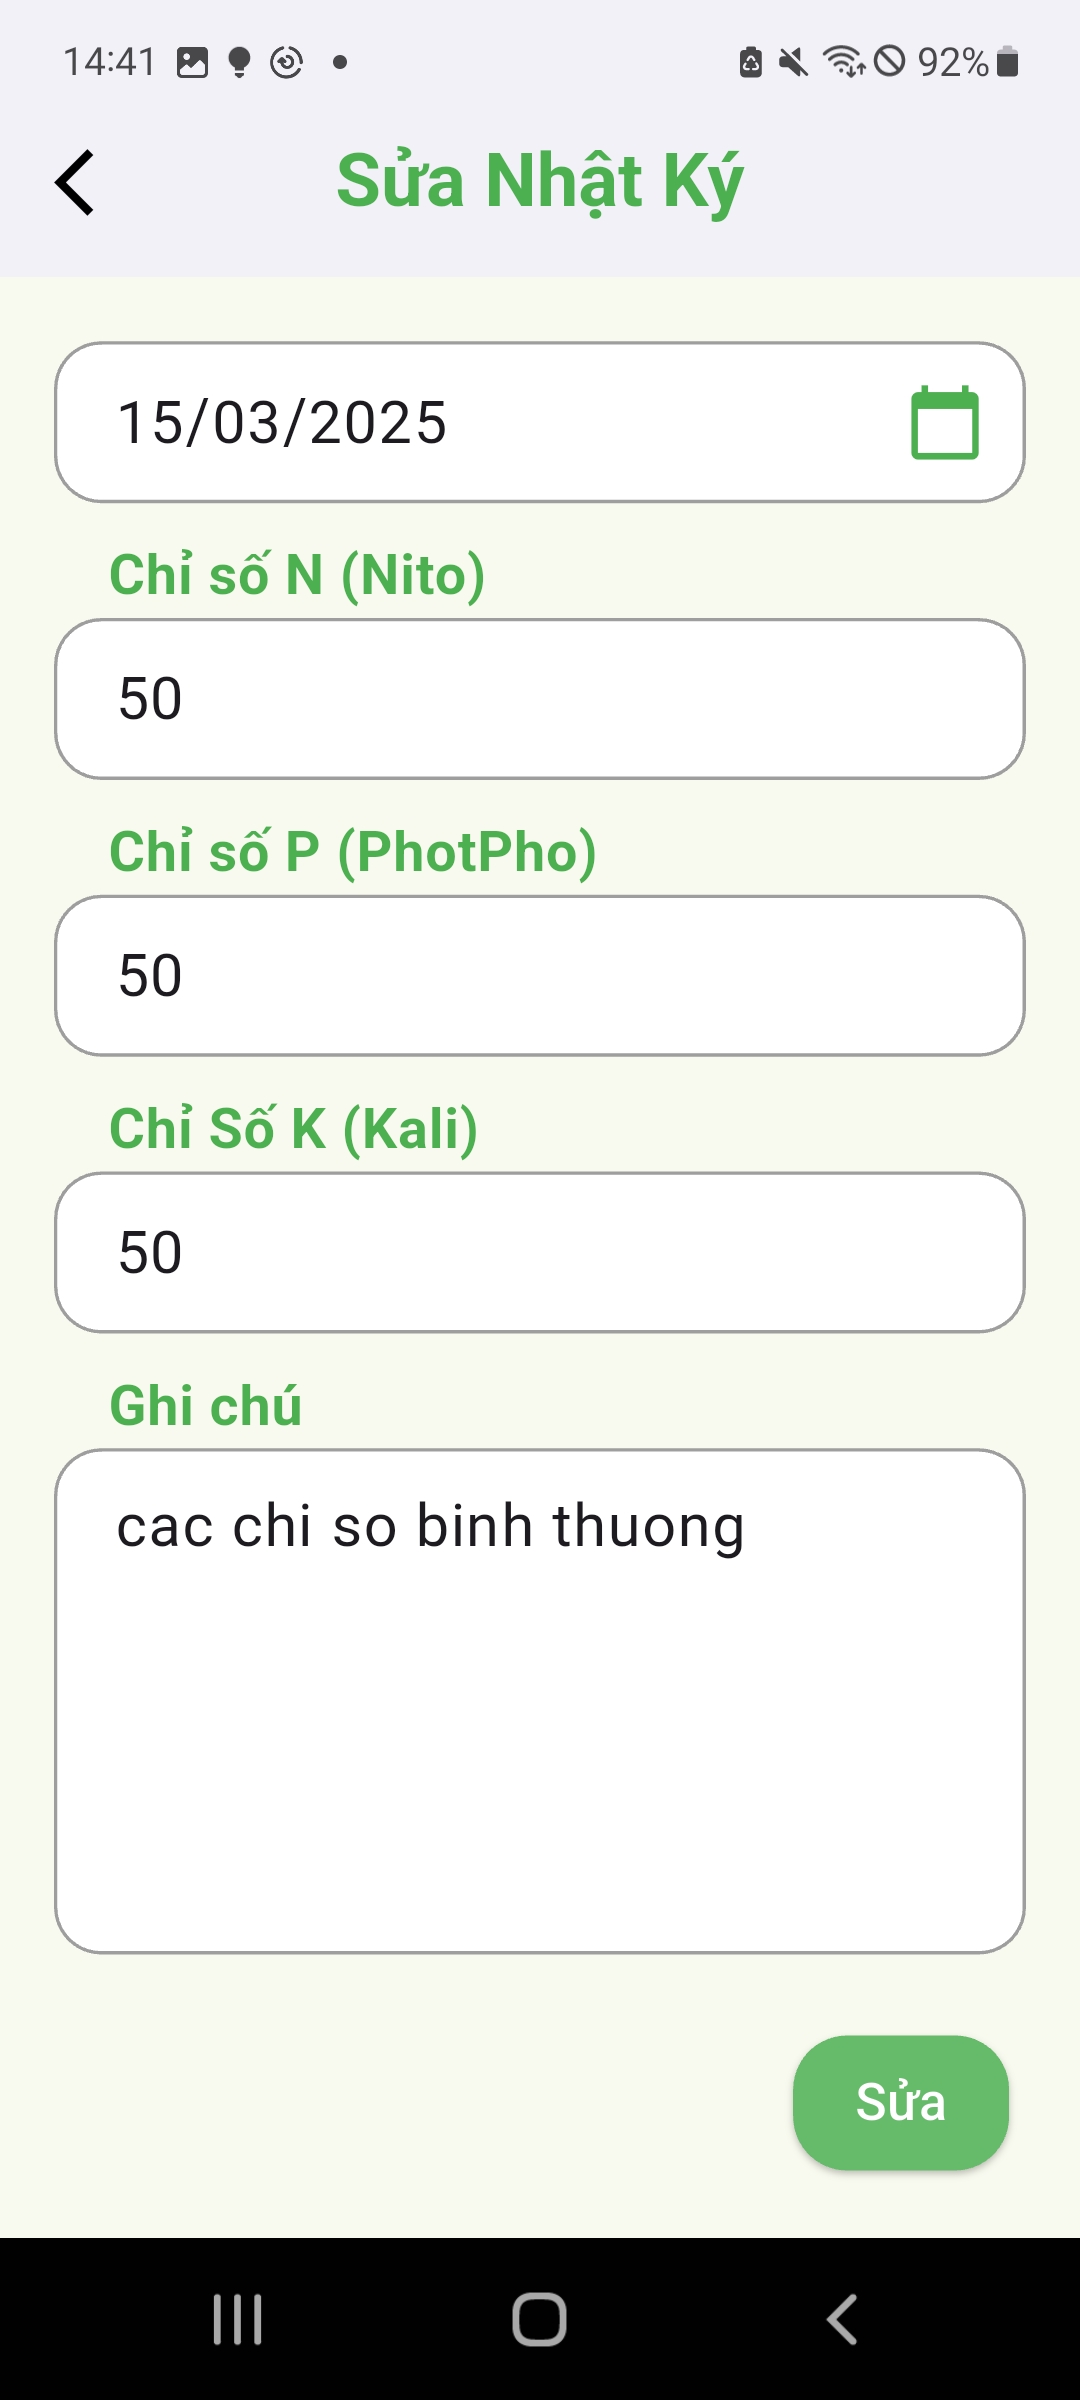 14:41
92%
Sửa Nhật Ký
15/03/2025
Chỉ số N (Nito)
50
Chỉ số P (PhotPho)
50
Chỉ Số K (Kali)
50
Ghi chú
cac chi so binh thuong
Sửa